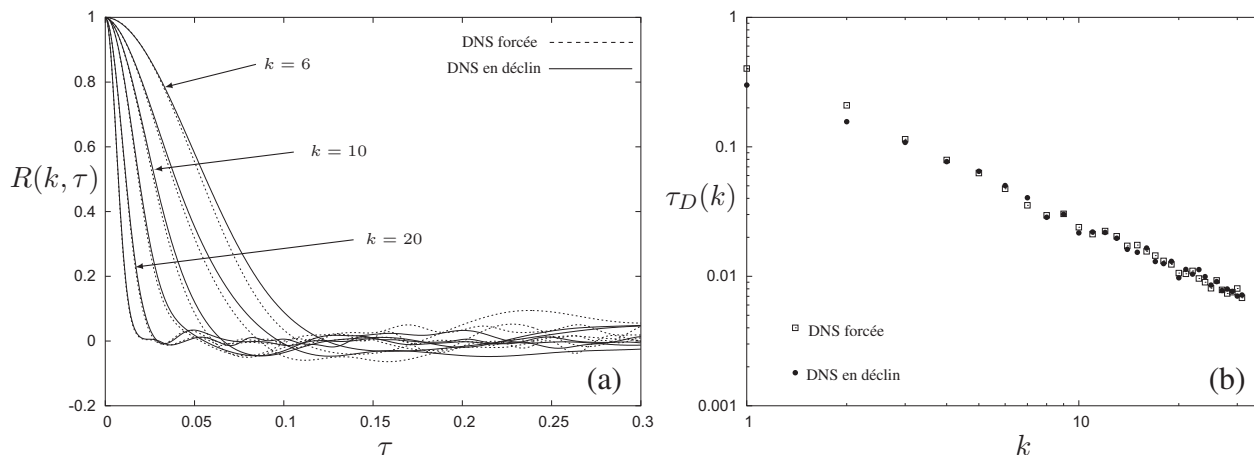 1
0.8
0.6
0.4
0.2
0
-0.2
R(k, τ)
DNS forcée
DNS en déclin
k = 6
k = 10
k = 20
(a)
0 0.05 0.1 0.15 0.2 0.25 0.3
τ
1
0.1
0.01
0.001
τ_D(k)
DNS forcée
DNS en déclin
(b)
1 10
k